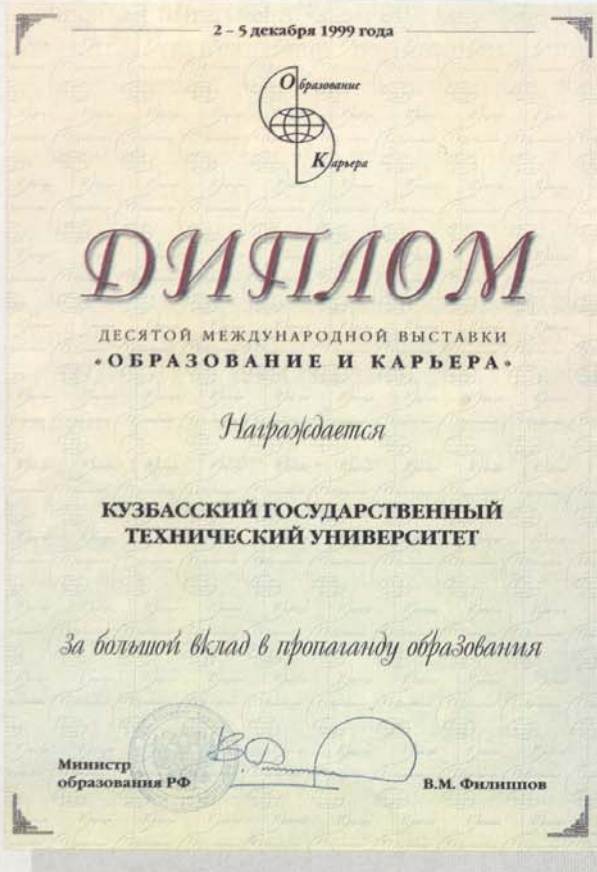 2 – 5 декабря 1999 года
Образование
Карьера
ДИПЛОМ
ДЕСЯТОЙ МЕЖДУНАРОДНОЙ ВЫСТАВКИ
«ОБРАЗОВАНИЕ И КАРЬЕРА»
Награждается
КУЗБАССКИЙ ГОСУДАРСТВЕННЫЙ
ТЕХНИЧЕСКИЙ УНИВЕРСИТЕТ
за большой вклад в пропаганду образования
Министр
образования РФ
В.М. Филиппов